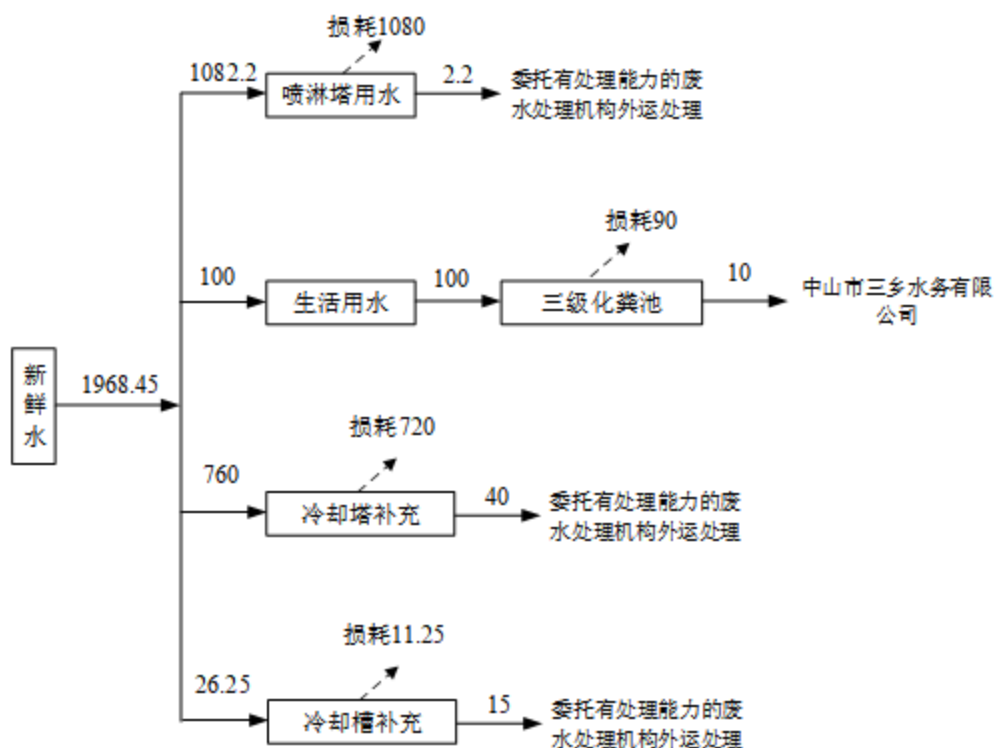 损耗1080
1082.2
喷淋塔用水
2.2
委托有处理能力的废
水处理机构外运处理
损耗90
100
生活用水
100
三级化粪池
10
中山市三乡水务有限
公司
新鲜水
1968.45
损耗720
760
冷却塔补充
40
委托有处理能力的废
水处理机构外运处理
损耗11.25
26.25
冷却槽补充
15
委托有处理能力的废
水处理机构外运处理